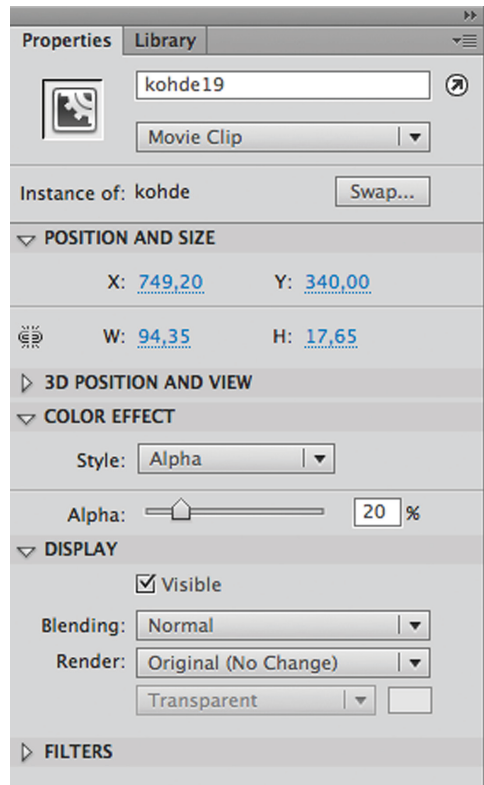 Properties Library
kohde19
Movie Clip
Instance of: kohde Swap...
POSITION AND SIZE
X: 749,20 Y: 340,00
W: 94,35 H: 17,65
3D POSITION AND VIEW
COLOR EFFECT
Style: Alpha
Alpha: 20 %
DISPLAY
Visible
Blending: Normal
Render: Original (No Change)
Transparent
FILTERS